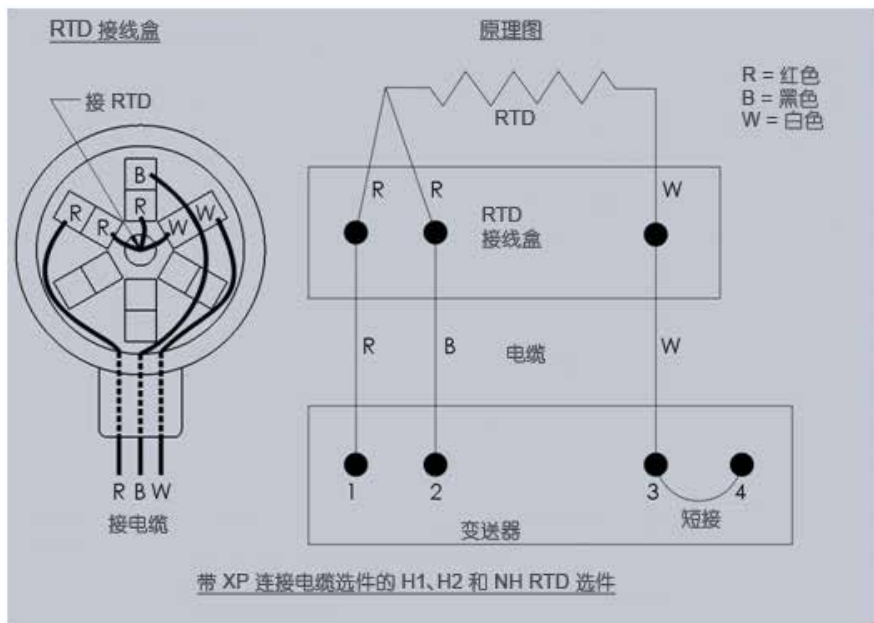 RTD 接线盒
接 RTD
B
R
R
R
W
W
R B W
接电缆
原理图
R = 红色
B = 黑色
W = 白色
RTD
R
R
W
RTD
接线盒
R
B
电缆
W
1
2
3
4
变送器
短接
带 XP 连接电缆选件的 H1、H2 和 NH RTD 选件